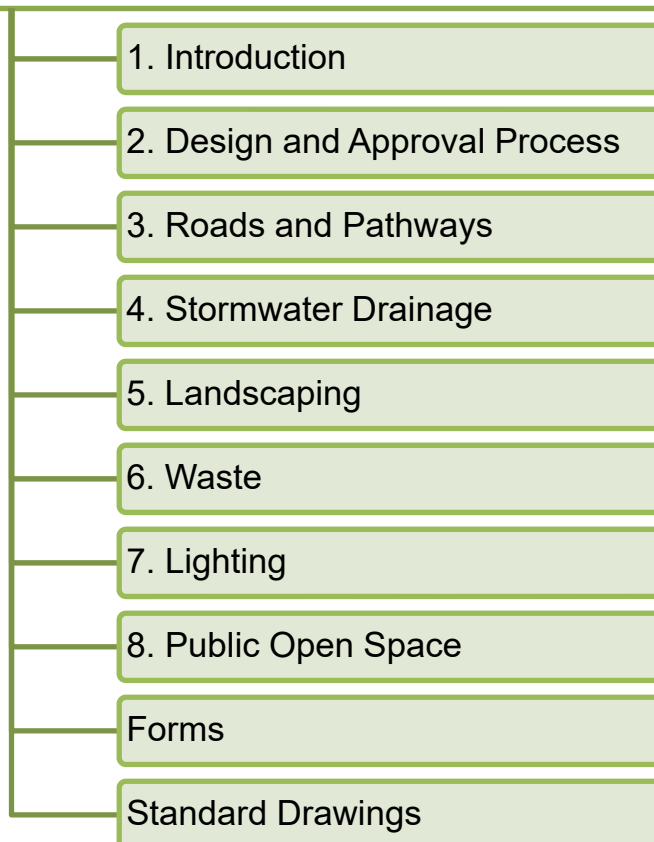 1. Introduction
2. Design and Approval Process
3. Roads and Pathways
4. Stormwater Drainage
5. Landscaping
6. Waste
7. Lighting
8. Public Open Space
Forms
Standard Drawings